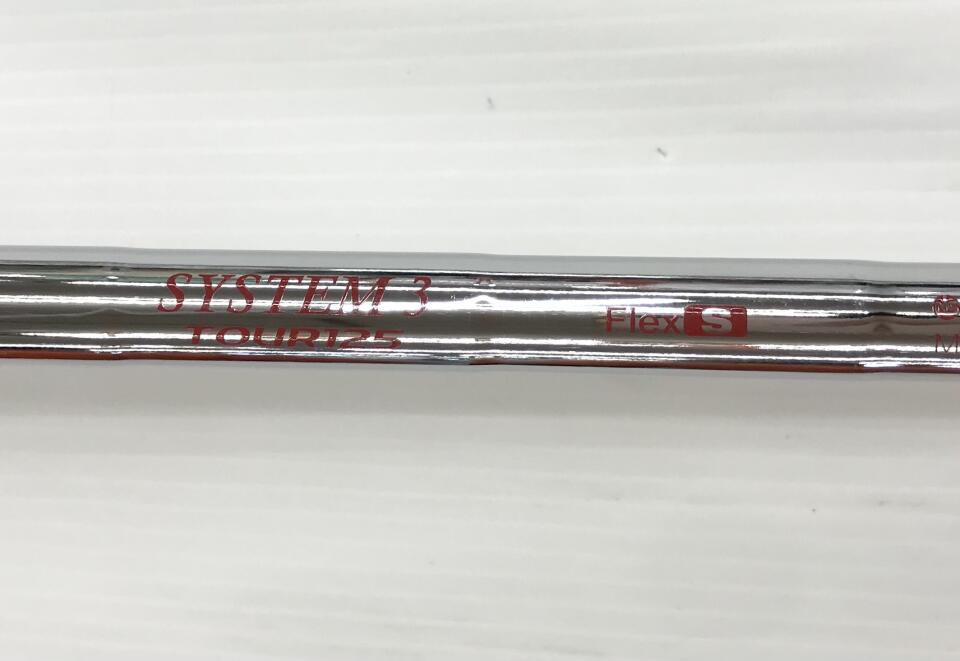 SYSTEM 3
TOUR125
Flex S
M